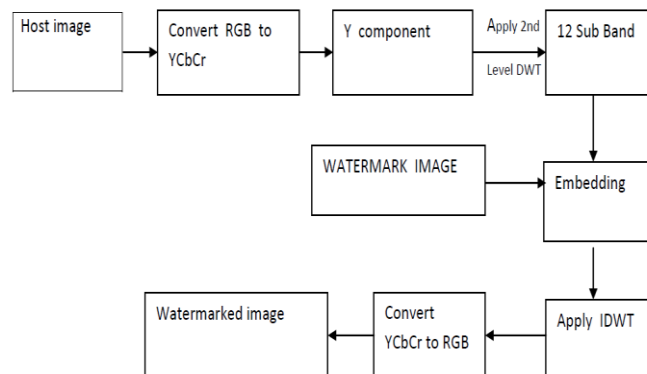 Host image
Convert RGB to
YCbCr
Y component
Apply 2nd
Level DWT
12 Sub Band
WATERMARK IMAGE
Embedding
Watermarked image
Convert
YCbCr to RGB
Apply IDWT